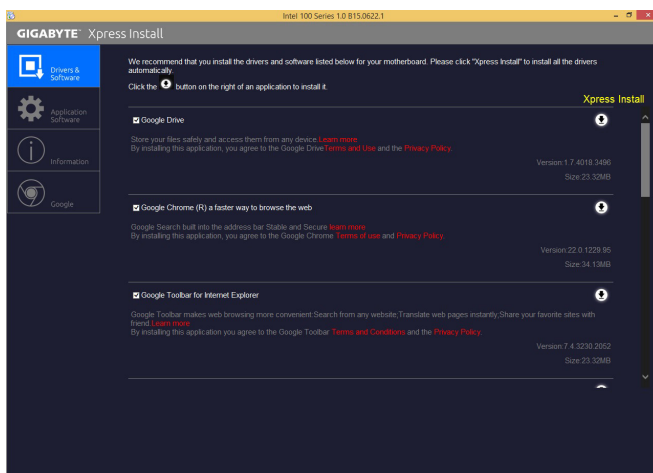 Intel 100 Series 1.0 B15.0622.1
GIGABYTE™ Xpress Install
Drivers &
Software
Application
Software
Information
Google
We recommend that you install the drivers and software listed below for your motherboard. Please click "Xpress Install" to install all the drivers
automatically.
Click the button on the right of an application to install it.
Xpress Install
Google Drive
Store your files safely and access them from any device.Learn more
By installing this application, you agree to the Google DriveTerms and Use and the Privacy Policy.
Version:1.7.4018.3496
Size:23.32MB
Google Chrome (R) a faster way to browse the web
Google Search built into the address bar Stable and Secure learn more
By installing this application, you agree to the Google Chrome Terms of use and Privacy Policy.
Version:22.0.1229.95
Size:34.13MB
Google Toolbar for Internet Explorer
Google Toolbar makes web browsing more convenient:Search from any website;Translate web pages instantly;Share your favorite sites with
friend.Learn more
By installing this application you agree to the Google Toolbar Terms and Conditions and the Privacy Policy.
Version:7.4.3230.2052
Size:23.32MB